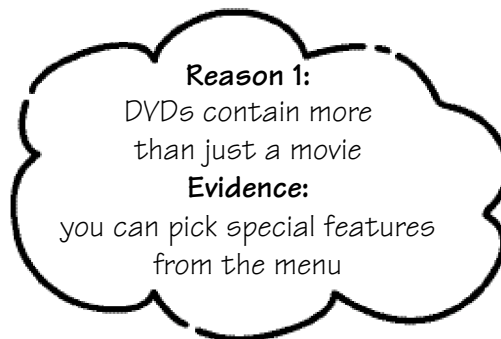 Reason 1:
DVDs contain more
than just a movie
Evidence:
you can pick special features
from the menu